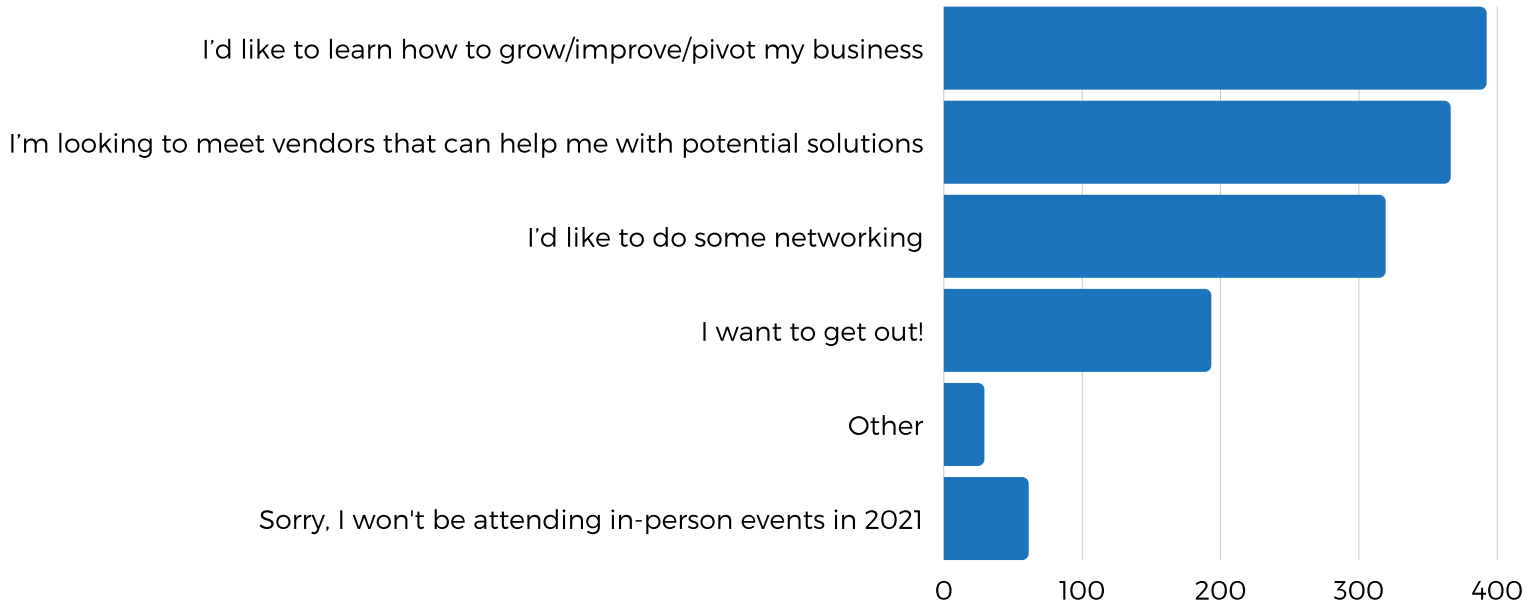 I’d like to learn how to grow/improve/pivot my business
I’m looking to meet vendors that can help me with potential solutions
I’d like to do some networking
I want to get out!
Other
Sorry, I won't be attending in-person events in 2021
0 100 200 300 400